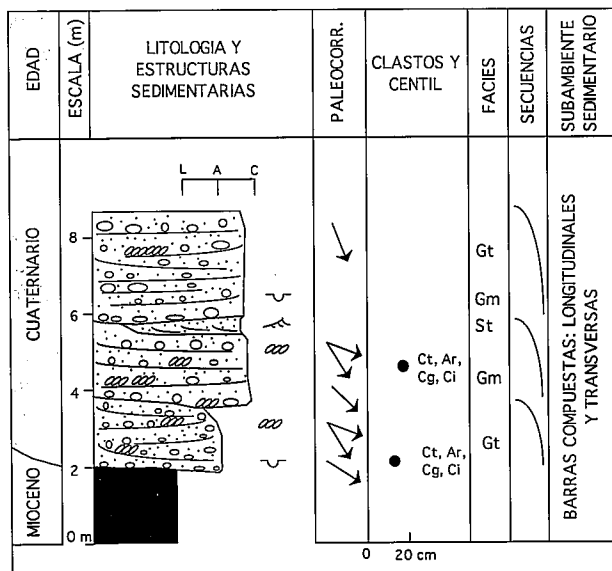 EDAD
ESCALA (m)
LITOLOGIA Y
ESTRUCTURAS
SEDIMENTARIAS
PALEOCORR.
CLASTOS Y
CENTIL
FACIES
SECUENCIAS
SUBAMBIENTE
SEDIMENTARIO
CUATERNARIO
MIOCENO
L A C
8
6
4
2
0 m
Ct, Ar,
Cg, Ci
Ct, Ar,
Cg, Ci
0 20 cm
Gt
Gm
St
Gm
Gt
BARRAS COMPUESTAS: LONGITUDINALES
Y TRANSVERSAS